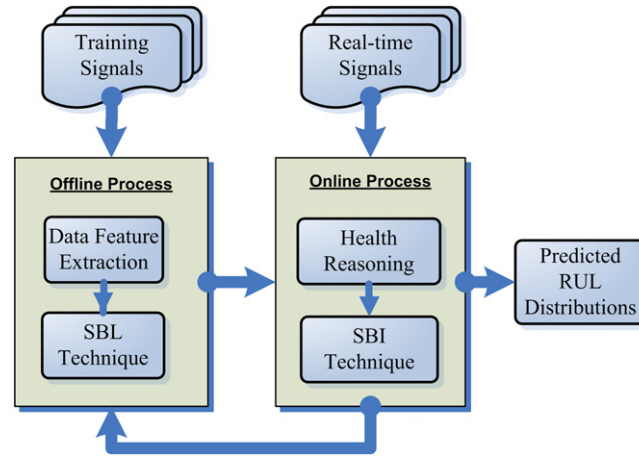 Training
Signals
Real-time
Signals
Offline Process
Data Feature
Extraction
SBL
Technique
Online Process
Health
Reasoning
SBI
Technique
Predicted
RUL
Distributions